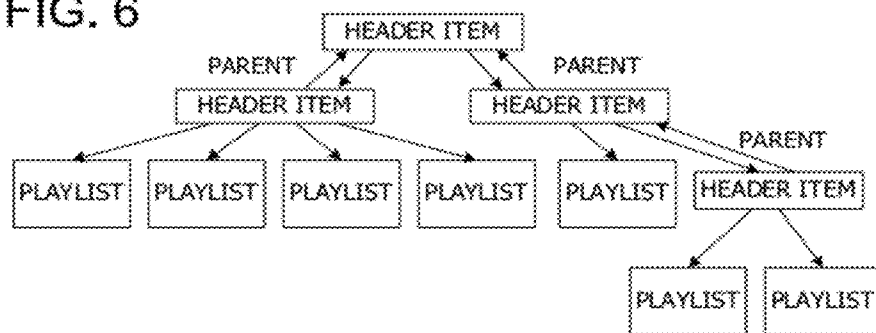 FIG. 6
HEADER ITEM
PARENT
PARENT
HEADER ITEM
HEADER ITEM
PARENT
PLAYLIST
PLAYLIST
PLAYLIST
PLAYLIST
PLAYLIST
HEADER ITEM
PLAYLIST
PLAYLIST